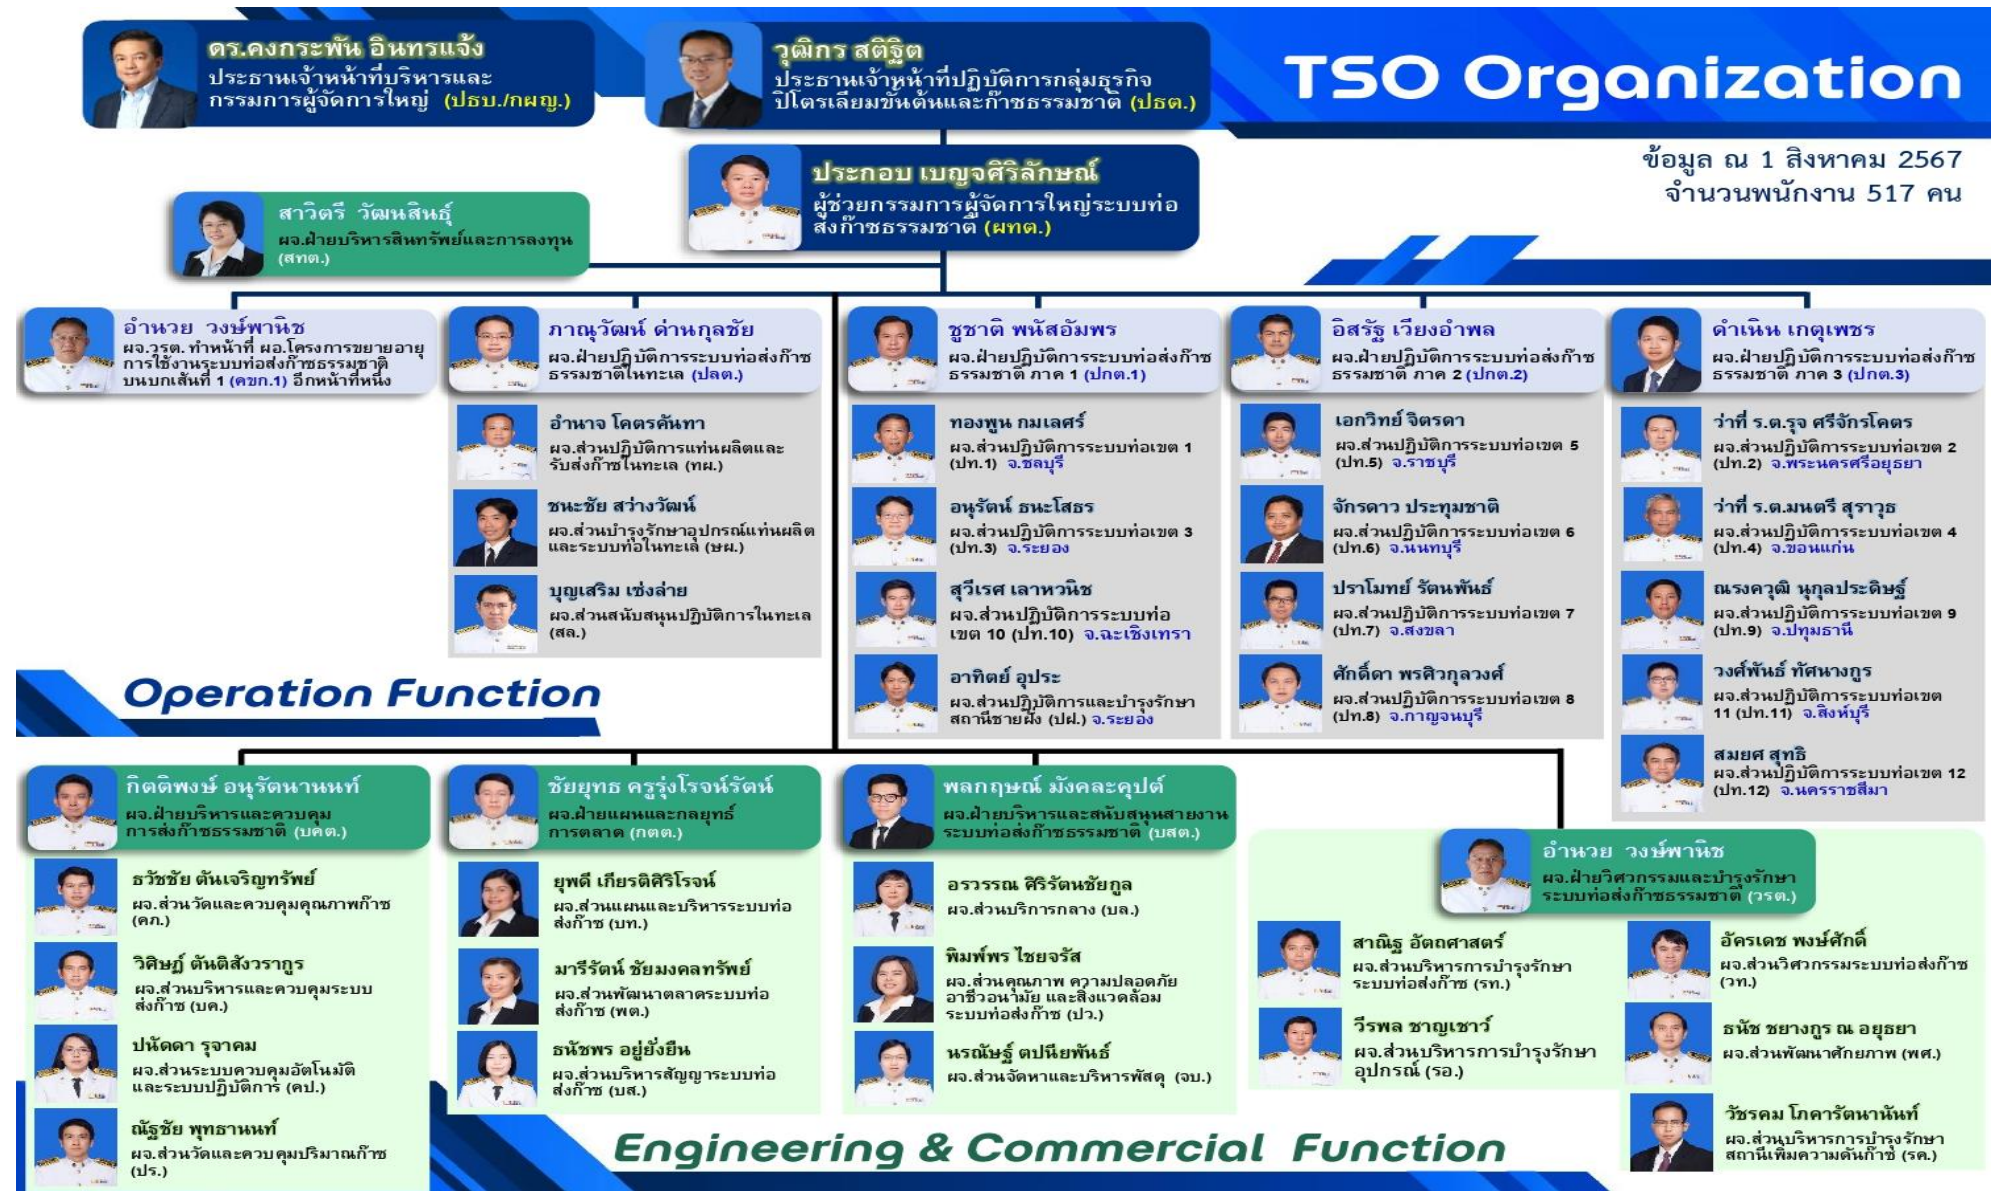 ดร.คงกระพัน อินทรแจ้ง
ประธานเจ้าหน้าที่บริหารและ
กรรมการผู้จัดการใหญ่ (ปธบ./กผญ.)
วุฒิกร สติฐิต
ประธานเจ้าหน้าที่ปฏิบัติการกลุ่มธุรกิจ
ปิโตรเลียมขั้นต้นและก๊าซธรรมชาติ (ปธต.)
TSO Organization
ข้อมูล ณ 1 สิงหาคม 2567
จำนวนพนักงาน 517 คน
ประกอบ เบญจศิริลักษณ์
ผู้ช่วยกรรมการผู้จัดการใหญ่ระบบท่อ
ส่งก๊าซธรรมชาติ (ผทต.)
สาวิตรี วัฒนสินธุ์
ผจ.ฝ่ายบริหารสินทรัพย์และการลงทุน
(สทต.)
อำนวย วงษ์พานิช
ผจ.วรต. ทำหน้าที่ ผอ.โครงการขยายอายุ
การใช้งานระบบท่อส่งก๊าซธรรมชาติ
บนบกเส้นที่ 1 (คขก.1) อีกหน้าที่หนึ่ง
ภาณุวัฒน์ ด่านกุลชัย
ผจ.ฝ่ายปฏิบัติการระบบท่อส่งก๊าซ
ธรรมชาติในทะเล (ปลต.)
อำนาจ โคตรคันทา
ผจ.ส่วนปฏิบัติการแท่นผลิตและ
รับส่งก๊าซในทะเล (ทผ.)
ชนะชัย สว่างวัฒน์
ผจ.ส่วนบำรุงรักษาอุปกรณ์แท่นผลิต
และระบบท่อในทะเล (ษผ.)
บุญเสริม เซ่งล่าย
ผจ.ส่วนสนับสนุนปฏิบัติการในทะเล
(สล.)
ชูชาติ พนัสอัมพร
ผจ.ฝ่ายปฏิบัติการระบบท่อส่งก๊าซ
ธรรมชาติ ภาค 1 (ปกต.1)
ทองพูน กมเลศร์
ผจ.ส่วนปฏิบัติการระบบท่อเขต 1
(ปท.1) จ.ชลบุรี
อนุรัตน์ ธนะโสธร
ผจ.ส่วนปฏิบัติการระบบท่อเขต 3
(ปท.3) จ.ระยอง
สุวีเรศ เลาหวนิช
ผจ.ส่วนปฏิบัติการระบบท่อ
เขต 10 (ปท.10) จ.ฉะเชิงเทรา
อาทิตย์ อุประ
ผจ.ส่วนปฏิบัติการและบำรุงรักษา
สถานีชายฝั่ง (ปฝ.) จ.ระยอง
อิสรัฐ เวียงอำพล
ผจ.ฝ่ายปฏิบัติการระบบท่อส่งก๊าซ
ธรรมชาติ ภาค 2 (ปกต.2)
เอกวิทย์ จิตรดา
ผจ.ส่วนปฏิบัติการระบบท่อเขต 5
(ปท.5) จ.ราชบุรี
จักรดาว ประทุมชาติ
ผจ.ส่วนปฏิบัติการระบบท่อเขต 6
(ปท.6) จ.นนทบุรี
ปราโมทย์ รัตนพันธ์
ผจ.ส่วนปฏิบัติการระบบท่อเขต 7
(ปท.7) จ.สงขลา
ศักดิ์ดา พรศิวกุลวงศ์
ผจ.ส่วนปฏิบัติการระบบท่อเขต 8
(ปท.8) จ.กาญจนบุรี
ดำเนิน เกตุเพชร
ผจ.ฝ่ายปฏิบัติการระบบท่อส่งก๊าซ
ธรรมชาติ ภาค 3 (ปกต.3)
ว่าที่ ร.ต.รุจ ศรีจักรโคตร
ผจ.ส่วนปฏิบัติการระบบท่อเขต 2
(ปท.2) จ.พระนครศรีอยุธยา
ว่าที่ ร.ต.มนตรี สุราวุธ
ผจ.ส่วนปฏิบัติการระบบท่อเขต 4
(ปท.4) จ.ขอนแก่น
ณรงควุฒิ นุกูลประดิษฐ์
ผจ.ส่วนปฏิบัติการระบบท่อเขต 9
(ปท.9) จ.ปทุมธานี
วงศ์พันธ์ ทัศนางกูร
ผจ.ส่วนปฏิบัติการระบบท่อเขต
11 (ปท.11) จ.สิงห์บุรี
สมยศ สุทธิ
ผจ.ส่วนปฏิบัติการระบบท่อเขต 12
(ปท.12) จ.นครราชสีมา
Operation Function
กิตติพงษ์ อนุรัตนานนท์
ผจ.ฝ่ายบริหารและควบคุม
การส่งก๊าซธรรมชาติ (บคต.)
ธวัชชัย ตันเจริญทรัพย์
ผจ.ส่วนวัดและควบคุมคุณภาพก๊าซ
(คภ.)
วิศิษฏ์ ตันติสังวรากูร
ผจ.ส่วนบริหารและควบคุมระบบ
ส่งก๊าซ (บค.)
ปนัดดา รุจาคม
ผจ.ส่วนระบบควบคุมอัตโนมัติ
และระบบปฏิบัติการ (คป.)
ณัฐชัย พุทธานนท์
ผจ.ส่วนวัดและควบคุมปริมาณก๊าซ
(ปร.)
ชัยยุทธ ครูรุ่งโรจน์รัตน์
ผจ.ฝ่ายแผนและกลยุทธ์
การตลาด (กตต.)
ยุพดี เกียรติศิริโรจน์
ผจ.ส่วนแผนและบริหารระบบท่อ
ส่งก๊าซ (บท.)
มารีรัตน์ ชัยมงคลทรัพย์
ผจ.ส่วนพัฒนาตลาดระบบท่อ
ส่งก๊าซ (พต.)
ธนัชพร อยู่ยั่งยืน
ผจ.ส่วนบริหารสัญญาระบบท่อ
ส่งก๊าซ (บส.)
พลกฤษณ์ มังคละคุปต์
ผจ.ฝ่ายบริหารและสนับสนุนสายงาน
ระบบท่อส่งก๊าซธรรมชาติ (บสต.)
อรวรรณ ศิริรัตนชัยกูล
ผจ.ส่วนบริการกลาง (บล.)
พิมพ์พร ไชยจรัส
ผจ.ส่วนคุณภาพ ความปลอดภัย
อาชีวอนามัย และสิ่งแวดล้อม
ระบบท่อส่งก๊าซ (ปว.)
นรณัษฐ์ ตปนียพันธ์
ผจ.ส่วนจัดหาและบริหารพัสดุ (จบ.)
อำนวย วงษ์พานิช
ผจ.ฝ่ายวิศวกรรมและบำรุงรักษา
ระบบท่อส่งก๊าซธรรมชาติ (วรต.)
สาณิฐ อัตถศาสตร์
ผจ.ส่วนบริหารการบำรุงรักษา
ระบบท่อส่งก๊าซ (รท.)
วีรพล ชาญเชาว์
ผจ.ส่วนบริหารการบำรุงรักษา
อุปกรณ์ (รอ.)
อัครเดช พงษ์ศักดิ์
ผจ.ส่วนวิศวกรรมระบบท่อส่งก๊าซ
(วท.)
ธนัช ชยางกูร ณ อยุธยา
ผจ.ส่วนพัฒนาศักยภาพ (พศ.)
วัชรคม โภคารัตนานันท์
ผจ.ส่วนบริหารการบำรุงรักษา
สถานีเพิ่มความดันก๊าซ (รค.)
Engineering & Commercial Function